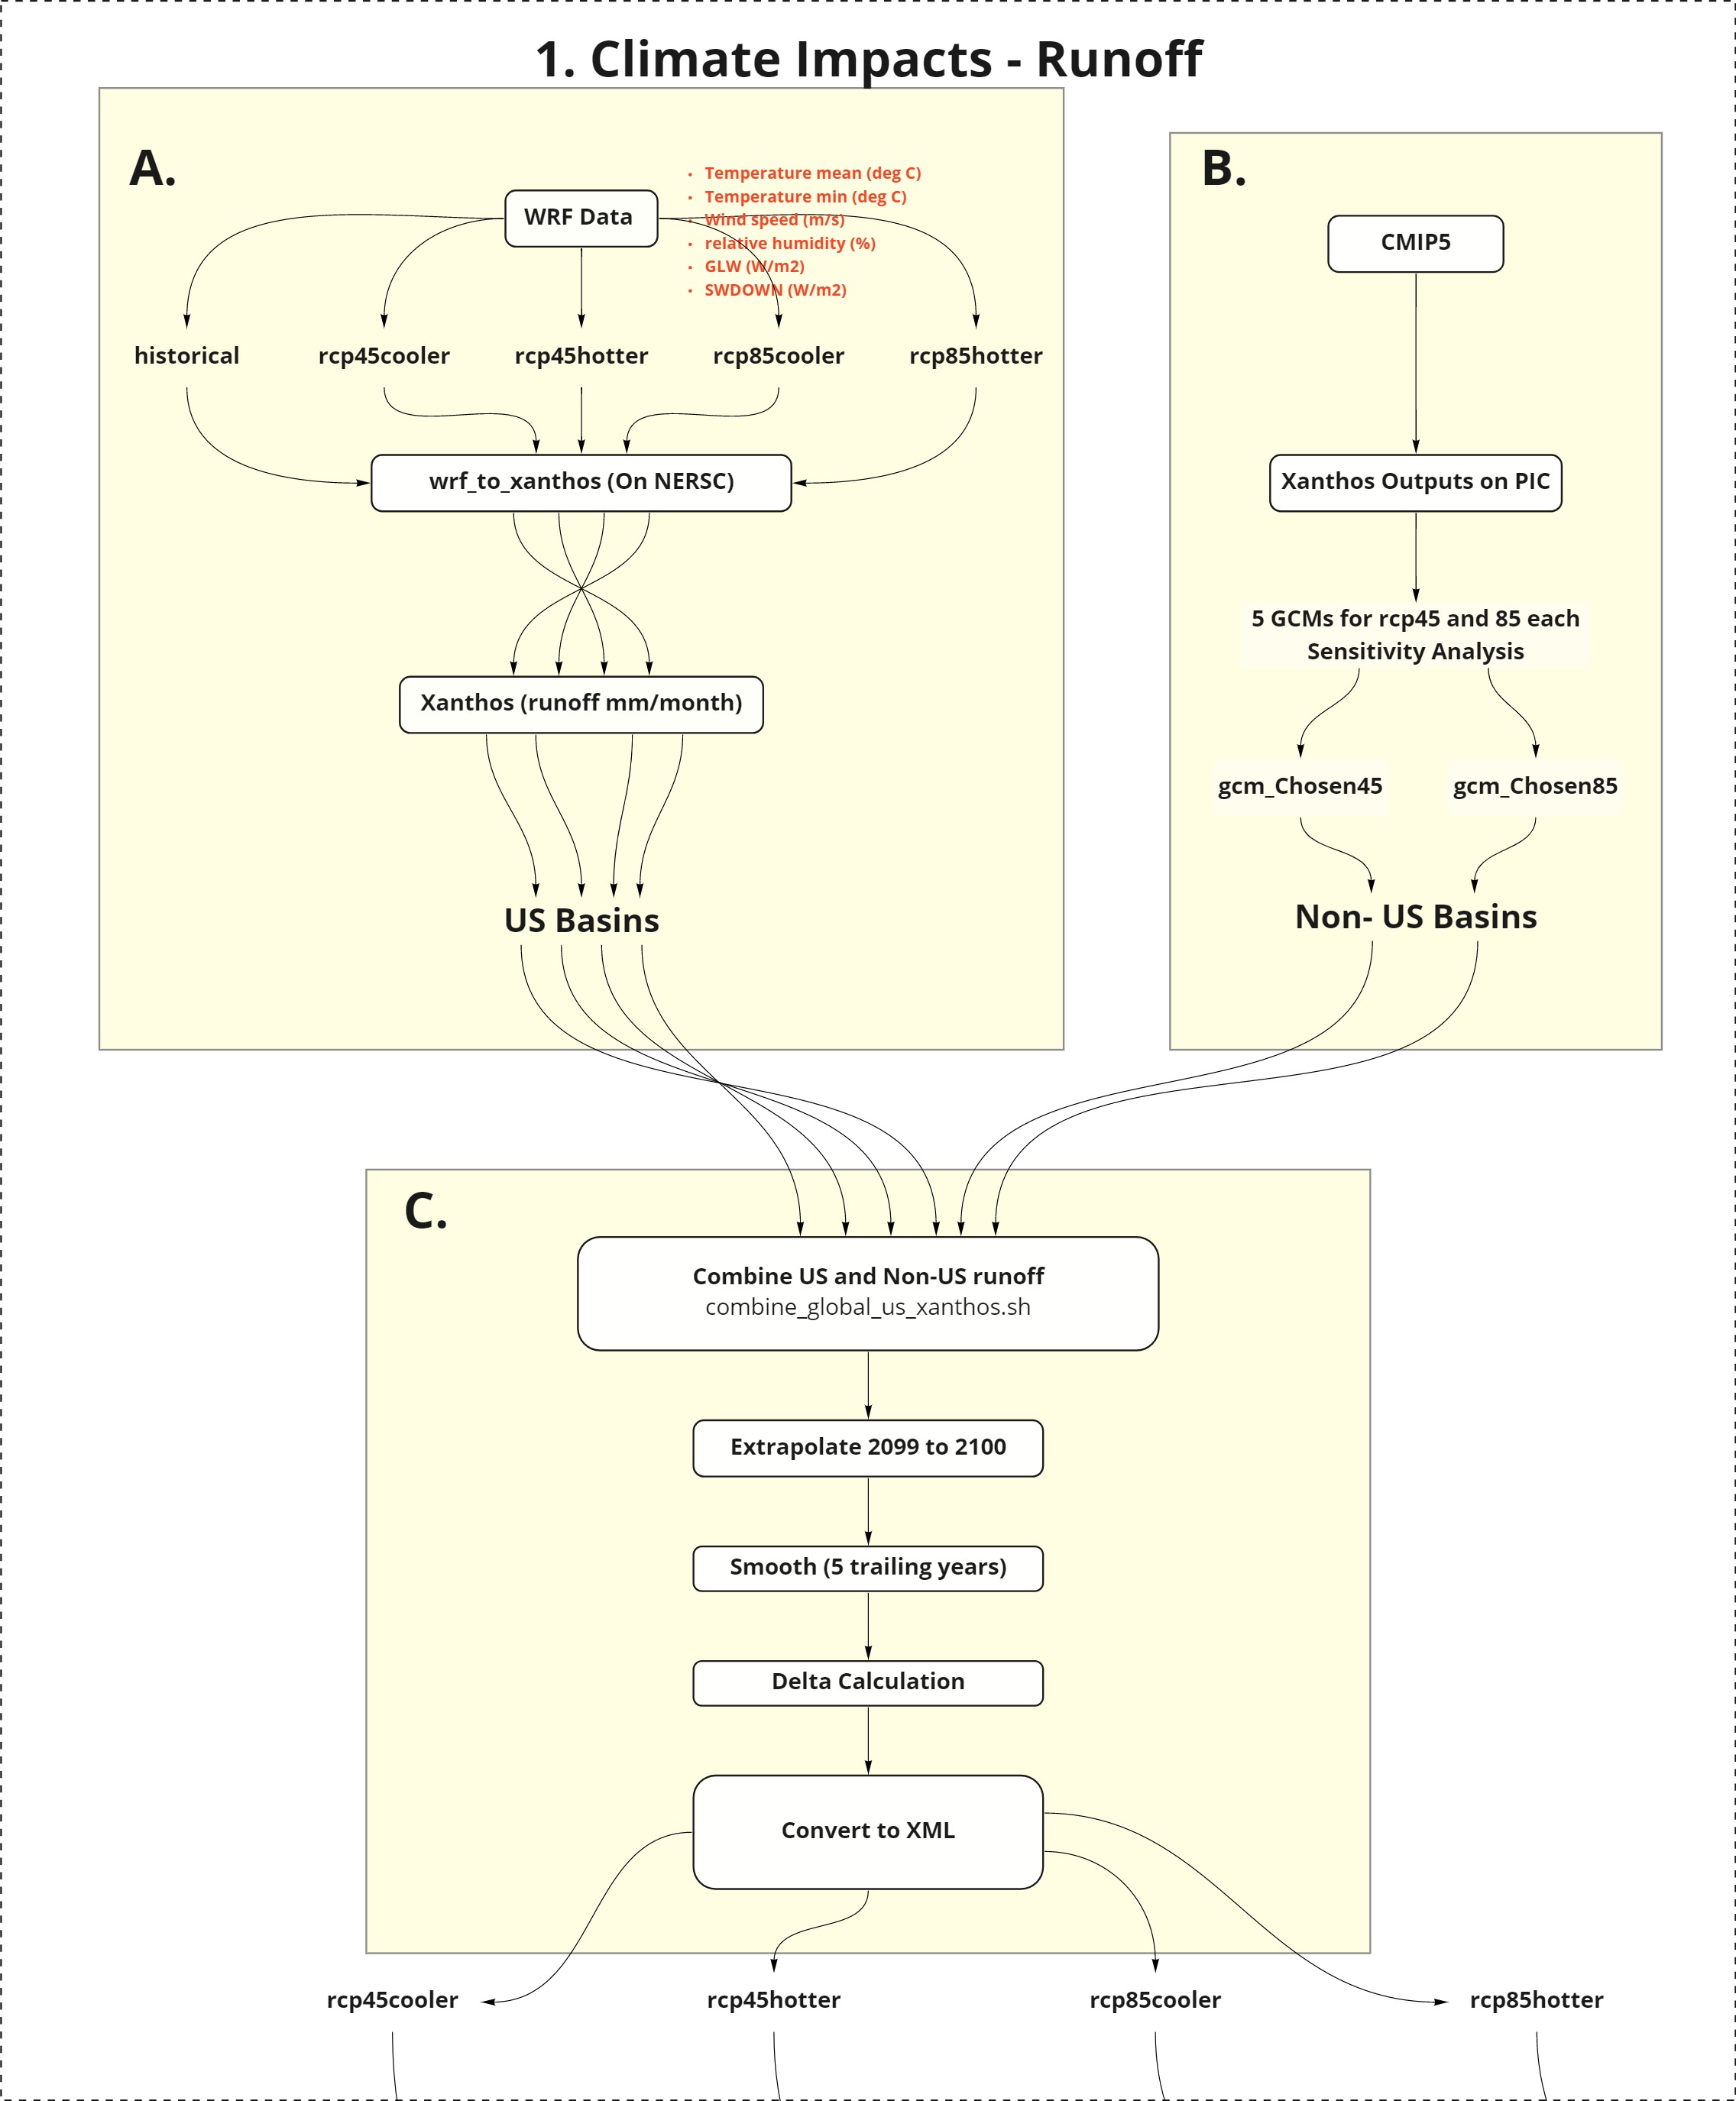 1. Climate Impacts - Runoff
A.
WRF Data
• Temperature mean (deg C)
• Temperature min (deg C)
• Wind speed (m/s)
• relative humidity (%)
• GLW (W/m2)
• SWDOWN (W/m2)
historical
rcp45cooler
rcp45hotter
rcp85cooler
rcp85hotter
wrf_to_xanthos (On NERSC)
Xanthos (runoff mm/month)
US Basins
B.
CMIP5
Xanthos Outputs on PIC
5 GCMs for rcp45 and 85 each
Sensitivity Analysis
gcm_Chosen45
gcm_Chosen85
Non- US Basins
C.
Combine US and Non-US runoff
combine_global_us_xanthos.sh
Extrapolate 2099 to 2100
Smooth (5 trailing years)
Delta Calculation
Convert to XML
rcp45cooler
rcp45hotter
rcp85cooler
rcp85hotter